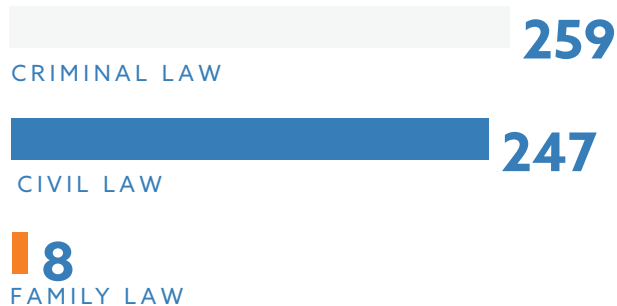 259
CRIMINAL LAW
247
CIVIL LAW
8
FAMILY LAW